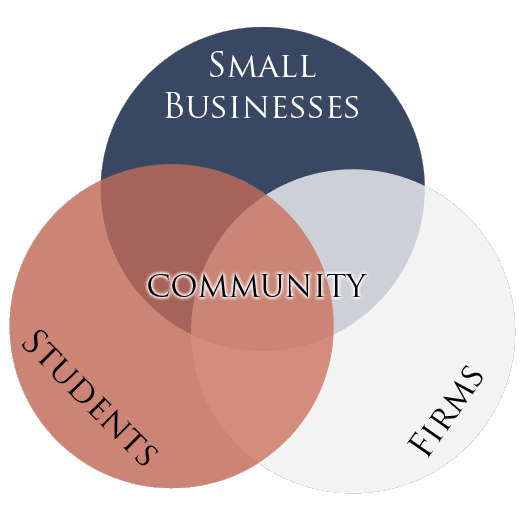 Small
Businesses
COMMUNITY
Students
Firms